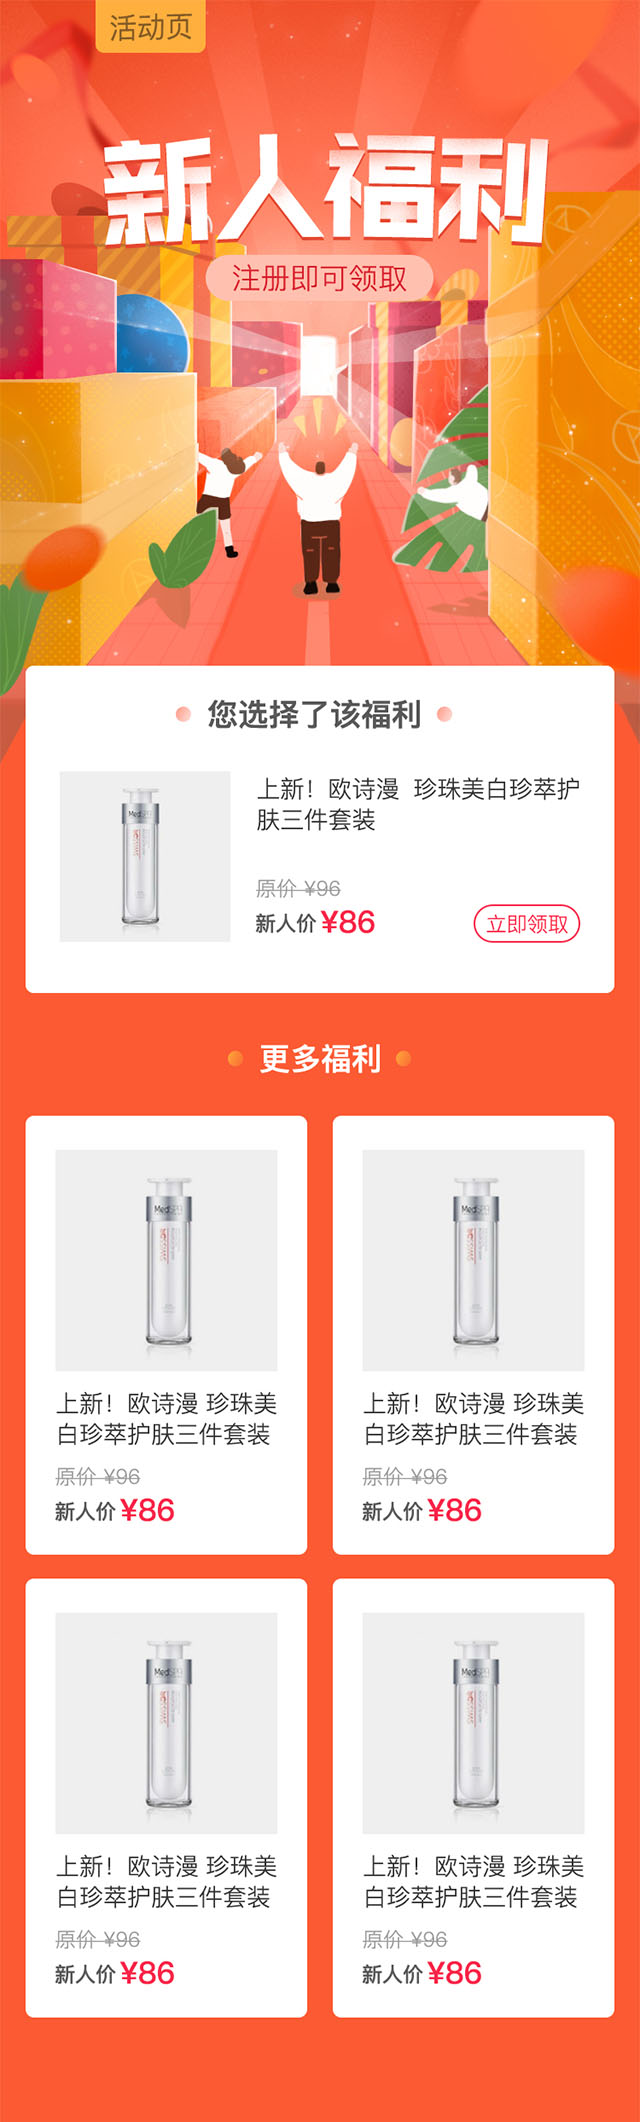 活动页
新人福利
注册即可领取
您选择了该福利
上新！欧诗漫 珍珠美白珍萃护
肤三件套装
原价 ¥96
新人价 ¥86
立即领取
更多福利
MedSPA
上新！欧诗漫 珍珠美
白珍萃护肤三件套装
原价 ¥96
新人价 ¥86
MedSPA
上新！欧诗漫 珍珠美
白珍萃护肤三件套装
原价 ¥96
新人价 ¥86
MedSPA
上新！欧诗漫 珍珠美
白珍萃护肤三件套装
原价 ¥96
新人价 ¥86
MedSPA
上新！欧诗漫 珍珠美
白珍萃护肤三件套装
原价 ¥96
新人价 ¥86